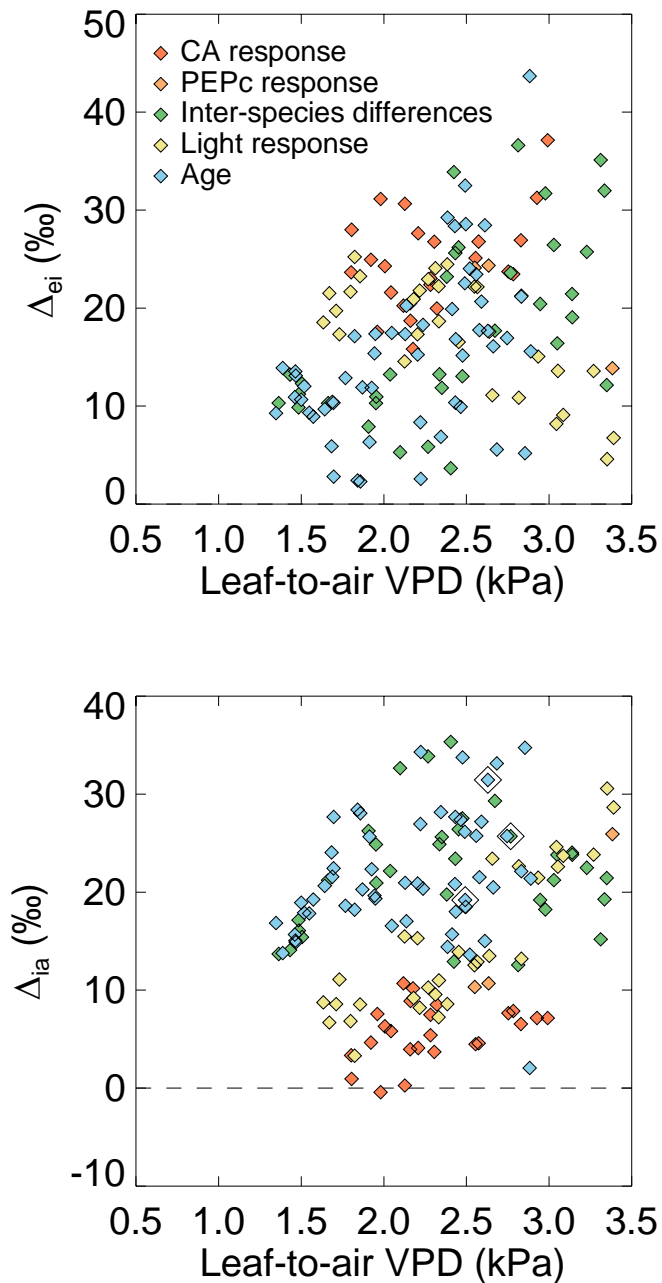 50
40
30
20
10
0
Δei (‰)
CA response
PEPc response
Inter-species differences
Light response
Age
0.5 1.0 1.5 2.0 2.5 3.0 3.5
Leaf-to-air VPD (kPa)
40
30
20
10
0
-10
Δia (‰)
0.5 1.0 1.5 2.0 2.5 3.0 3.5
Leaf-to-air VPD (kPa)